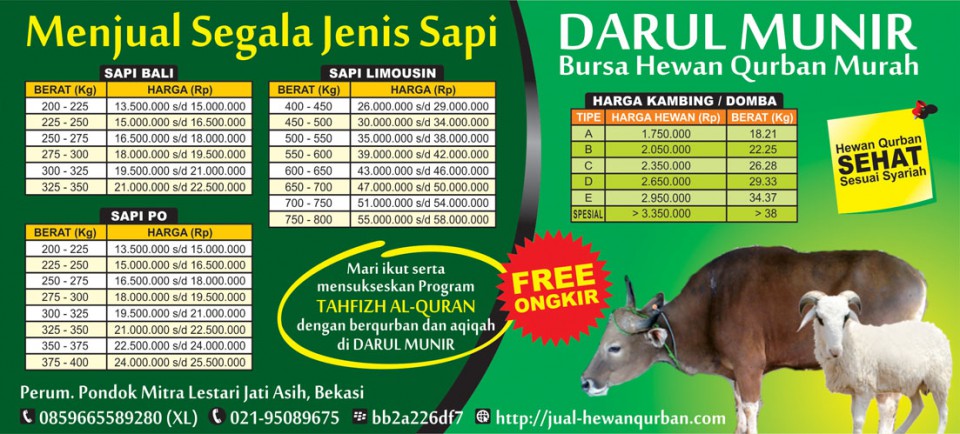 Menjual Segala Jenis Sapi
SAPI BALI
BERAT (Kg) HARGA (Rp)
200 - 225 13.500.000 s/d 15.000.000
225 - 250 15.000.000 s/d 16.500.000
250 - 275 16.500.000 s/d 18.000.000
275 - 300 18.000.000 s/d 19.500.000
300 - 325 19.500.000 s/d 21.000.000
325 - 350 21.000.000 s/d 22.500.000
SAPI PO
BERAT (Kg) HARGA (Rp)
200 - 225 13.500.000 s/d 15.000.000
225 - 250 15.000.000 s/d 16.500.000
250 - 275 16.500.000 s/d 18.000.000
275 - 300 18.000.000 s/d 19.500.000
300 - 325 19.500.000 s/d 21.000.000
325 - 350 21.000.000 s/d 22.500.000
350 - 375 22.500.000 s/d 24.000.000
375 - 400 24.000.000 s/d 25.500.000
SAPI LIMOUSIN
BERAT (Kg) HARGA (Rp)
400 - 450 26.000.000 s/d 29.000.000
450 - 500 30.000.000 s/d 34.000.000
500 - 550 35.000.000 s/d 38.000.000
550 - 600 39.000.000 s/d 42.000.000
600 - 650 43.000.000 s/d 46.000.000
650 - 700 47.000.000 s/d 50.000.000
700 - 750 51.000.000 s/d 54.000.000
750 - 800 55.000.000 s/d 58.000.000
Mari ikut serta
mensukseskan Program
TAHFIZH AL-QURAN
dengan berqurban dan aqiqah
di DARUL MUNIR
FREE
ONGKIR
DARUL MUNIR
Bursa Hewan Qurban Murah
HARGA KAMBING / DOMBA
TIPE HARGA HEWAN (Rp) BERAT (Kg)
A 1.750.000 18.21
B 2.050.000 22.25
C 2.350.000 26.28
D 2.650.000 29.33
E 2.950.000 34.37
SPESIAL > 3.350.000 > 38
Hewan Qurban
SEHAT
Sesuai Syariah
Perum. Pondok Mitra Lestari Jati Asih, Bekasi
0859665589280 (XL) 021-95089675 bb2a226df7 http://jual-hewanqurban.com